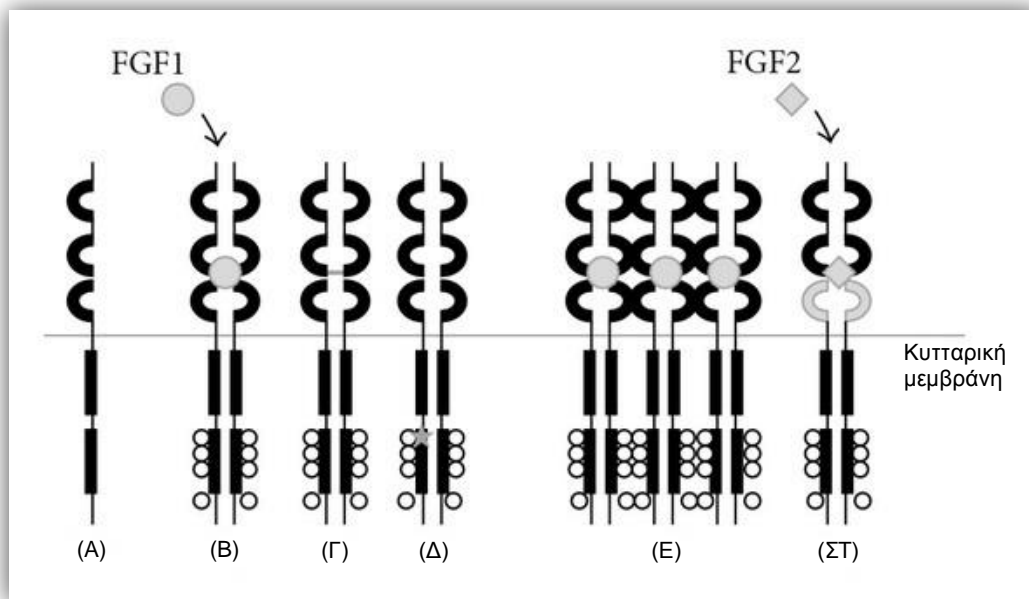 FGF1
FGF2
Κυτταρική
μεμβράνη
(Α)
(Β)
(Γ)
(Δ)
(Ε)
(ΣΤ)